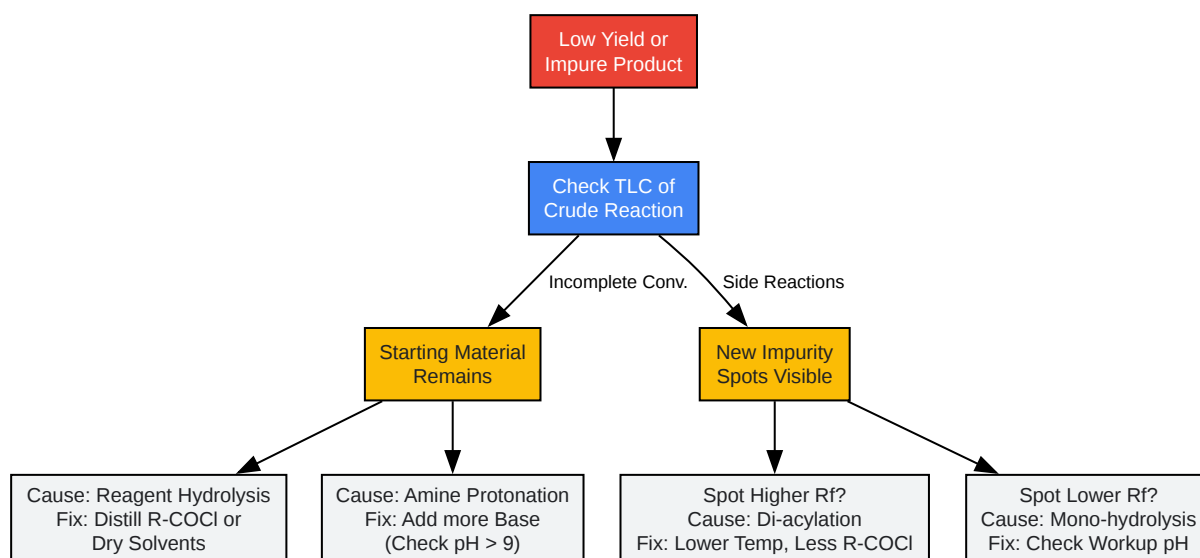 Low Yield or
Impure Product
Check TLC of
Crude Reaction
Incomplete Conv.
Side Reactions
Starting Material
Remains
New Impurity
Spots Visible
Cause: Reagent Hydrolysis
Fix: Distill R-COCl or
Dry Solvents
Cause: Amine Protonation
Fix: Add more Base
(Check pH > 9)
Spot Higher Rf?
Cause: Di-acylation
Fix: Lower Temp, Less R-COCl
Spot Lower Rf?
Cause: Mono-hydrolysis
Fix: Check Workup pH